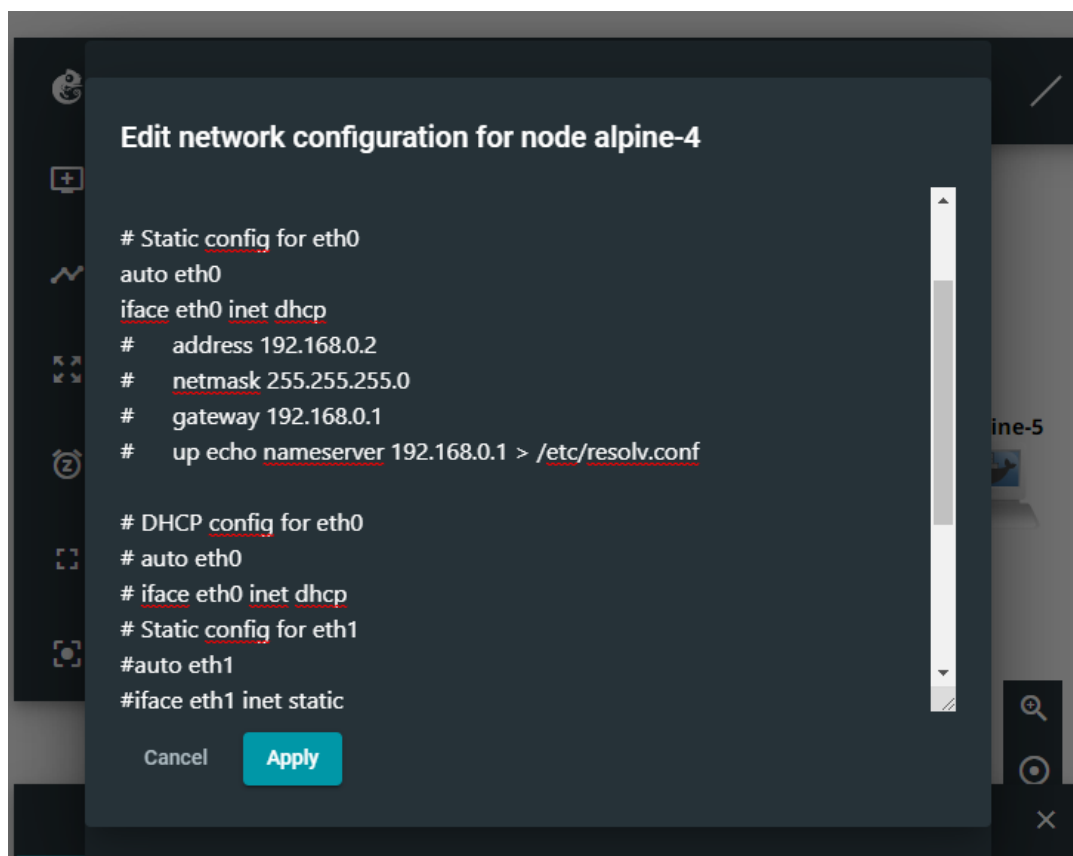 Edit network configuration for node alpine-4
# Static config for eth0
auto eth0
iface eth0 inet dhcp
# address 192.168.0.2
# netmask 255.255.255.0
# gateway 192.168.0.1
# up echo nameserver 192.168.0.1 > /etc/resolv.conf
ine-5
# DHCP config for eth0
# auto eth0
# iface eth0 inet dhcp
# Static config for eth1
#auto eth1
#iface eth1 inet static
Cancel Apply